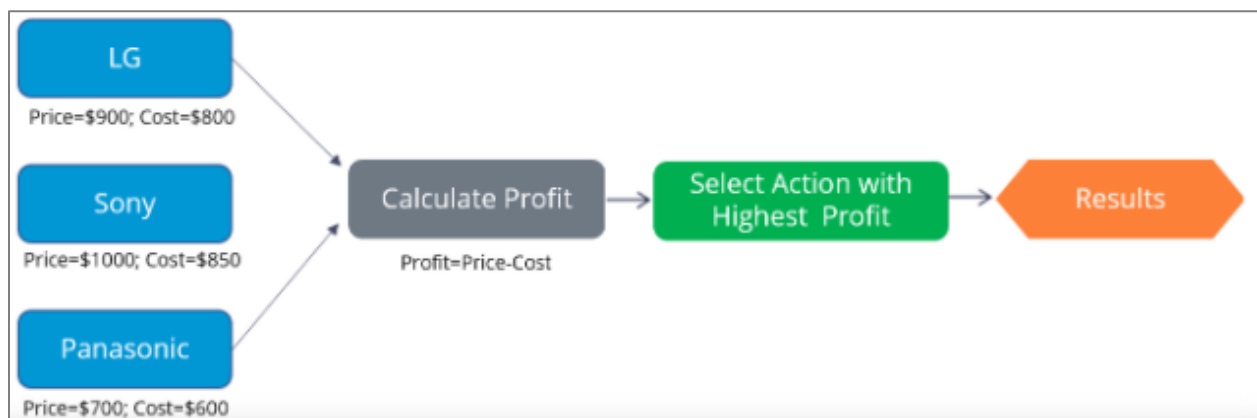 LG
Price=$900; Cost=$800
Sony
Price=$1000; Cost=$850
Panasonic
Price=$700; Cost=$600
Calculate Profit
Profit=Price-Cost
Select Action with
Highest Profit
Results